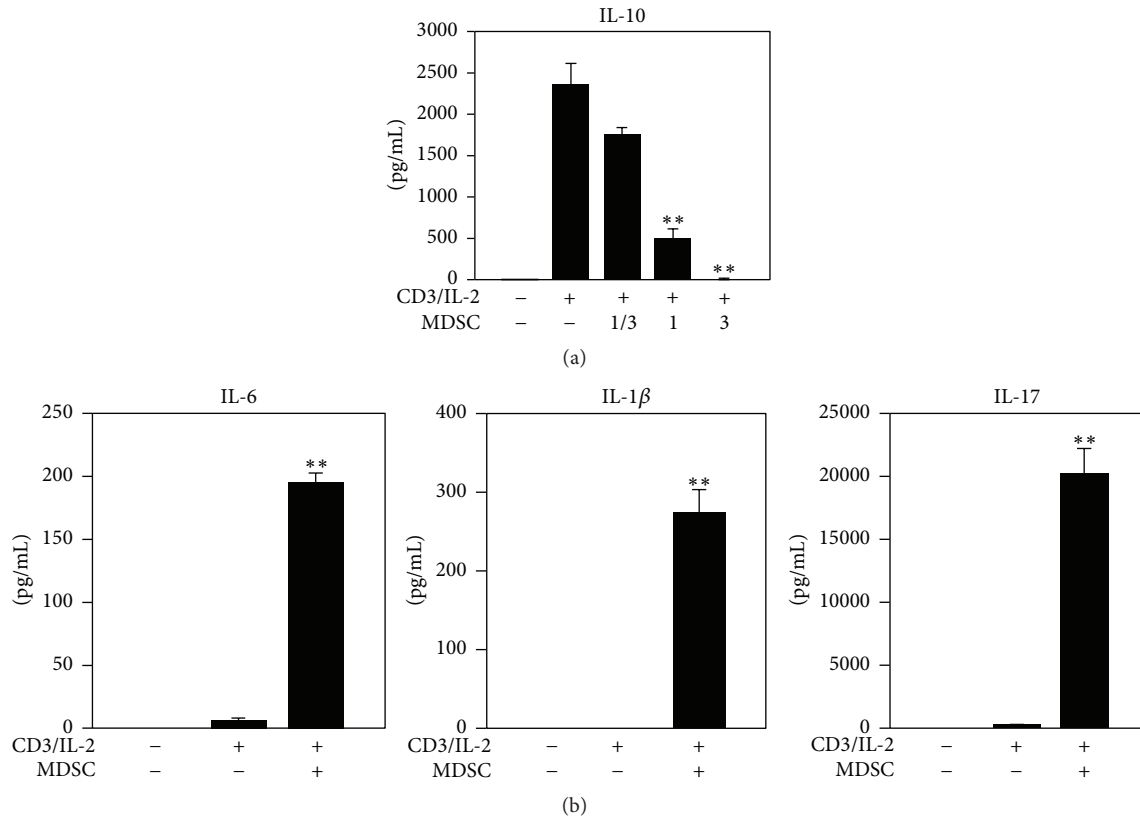 IL-10
3000
2500
2000
1500
1000
500
0
(pg/mL)
** **
CD3/IL-2 − + + + +
MDSC − − 1/3 1 3
(a)
IL-6
250
200
150
100
50
0
(pg/mL)
**
CD3/IL-2 − + +
MDSC − − +
IL-1β
400
300
200
100
0
(pg/mL)
**
CD3/IL-2 − + +
MDSC − − +
IL-17
25000
20000
15000
10000
5000
0
(pg/mL)
**
CD3/IL-2 − + +
MDSC − − +
(b)